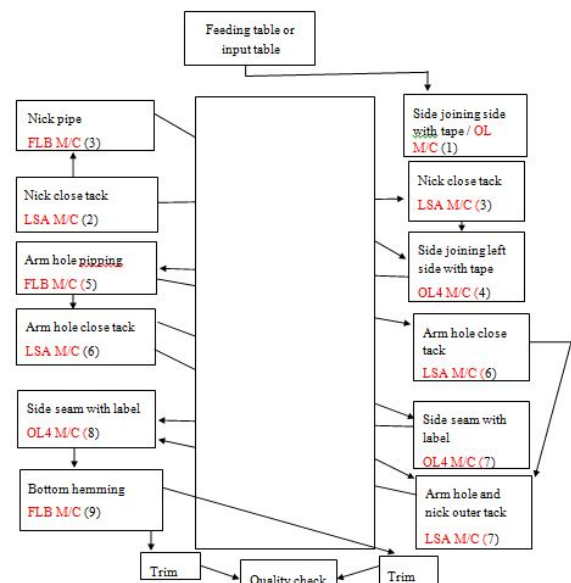 Feeding table or
input table
Nick pipe
FLB M/C (3)
Side joining side
with tape / OL
M/C (1)
Nick close tack
LSA M/C (2)
Nick close tack
LSA M/C (3)
Arm hole pipping
FLB M/C (5)
Side joining left
side with tape
OL4 M/C (4)
Arm hole close tack
LSA M/C (6)
Arm hole close
tack
LSA M/C (6)
Side seam with label
OL4 M/C (8)
Side seam with
label
OL4 M/C (7)
Bottom hemming
FLB M/C (9)
Arm hole and
nick outer tack
LSA M/C (7)
Trim
Quality check
Trim